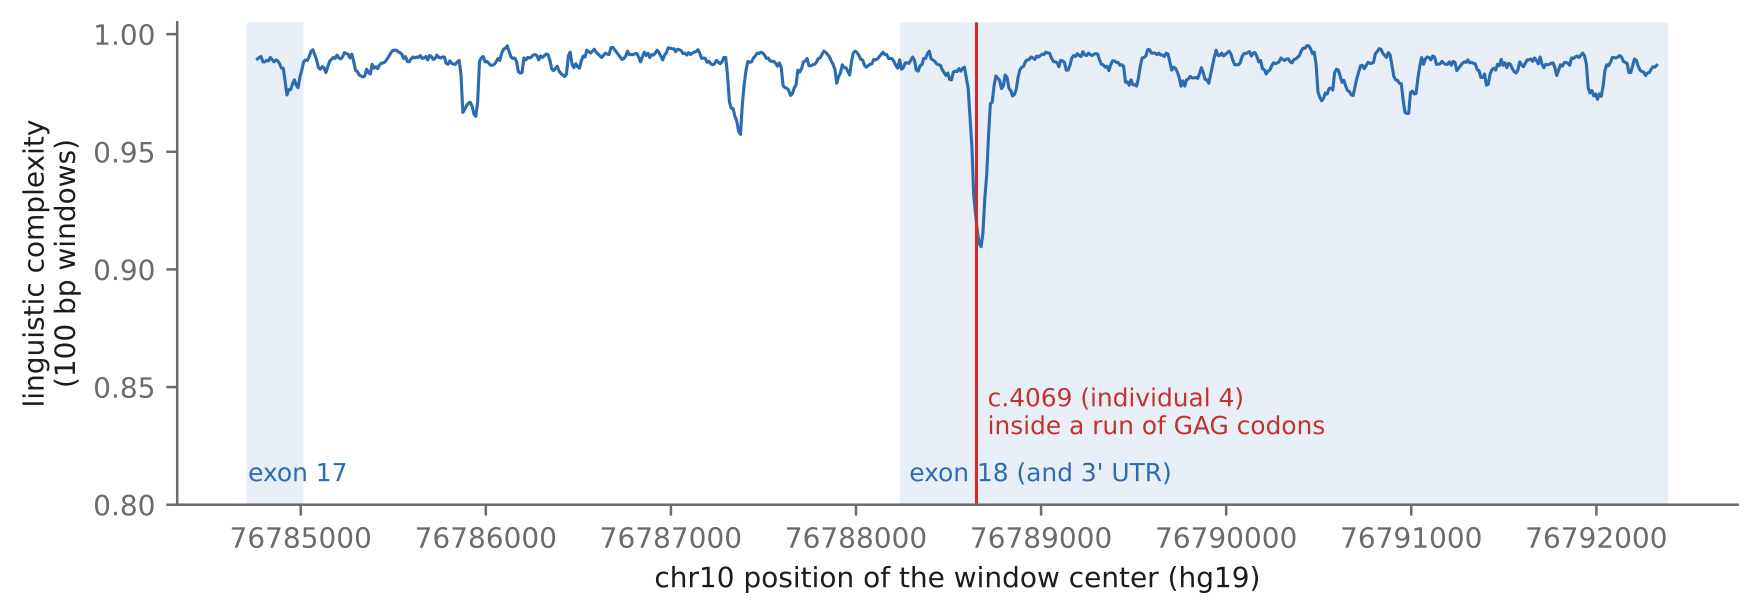 linguistic complexity
(100 bp windows)
1.00
0.95
0.90
0.85
0.80
c.4069 (individual 4)
inside a run of GAG codons
exon 17
exon 18 (and 3' UTR)
76785000 76786000 76787000 76788000 76789000 76790000 76791000 76792000
chr10 position of the window center (hg19)